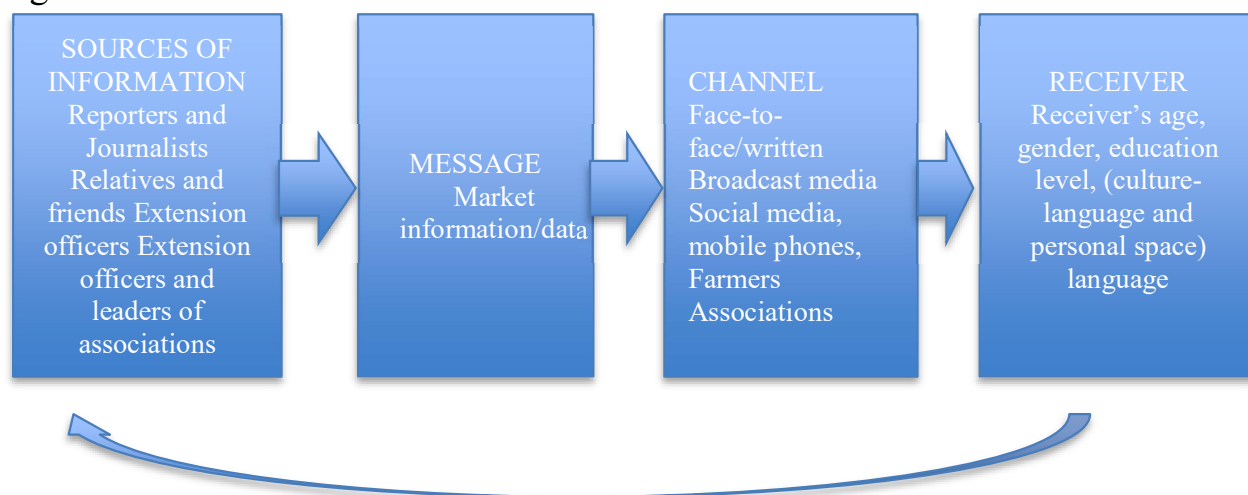 SOURCES OF
INFORMATION
Reporters and
Journalists
Relatives and
friends Extension
officers Extension
officers and
leaders of
associations
MESSAGE
Market
information/data
CHANNEL
Face-to-
face/written
Broadcast media
Social media,
mobile phones,
Farmers
Associations
RECEIVER
Receiver’s age,
gender, education
level, (culture-
language and
personal space)
language